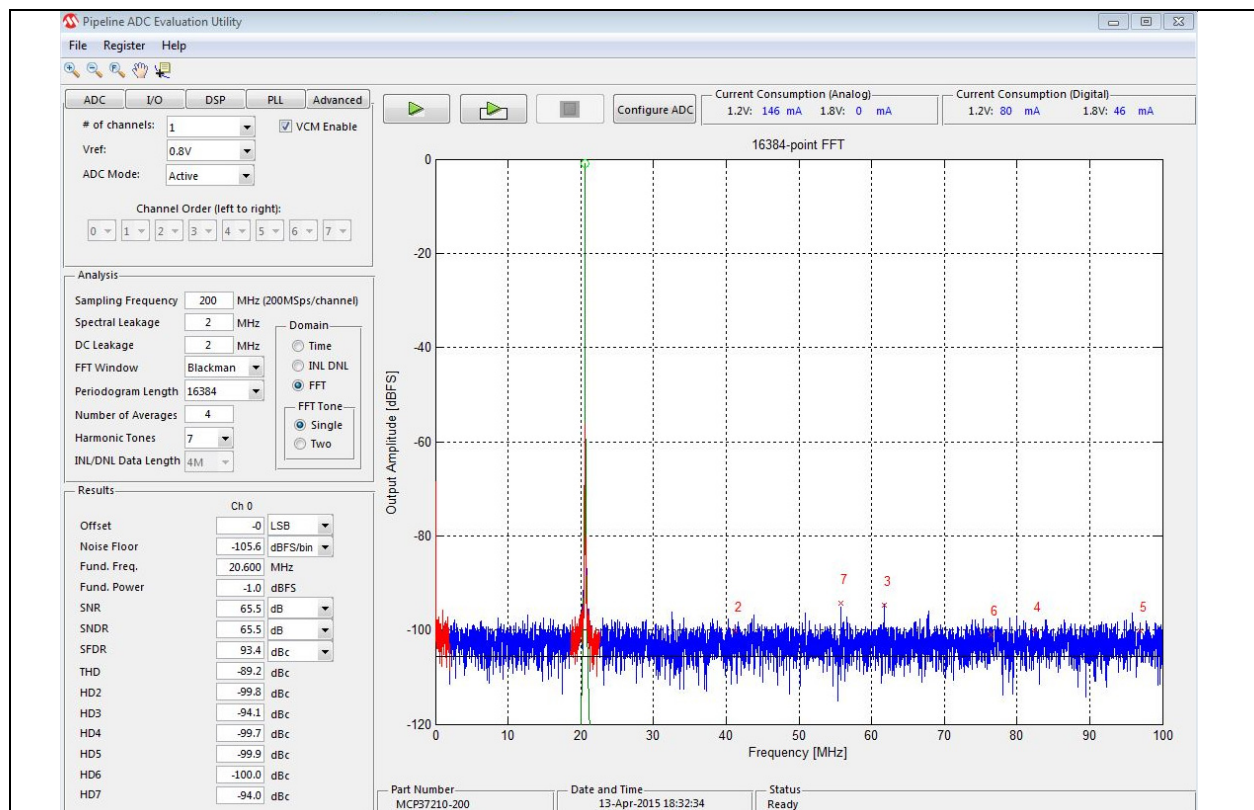 Pipeline ADC Evaluation Utility
File Register Help
ADC I/O DSP PLL Advanced
# of channels: 1 VCM Enable
Vref: 0.8V
ADC Mode: Active
Channel Order (left to right):
0 1 2 3 4 5 6 7
Configure ADC
Current Consumption (Analog)
1.2V: 146 mA 1.8V: 0 mA
Current Consumption (Digital)
1.2V: 80 mA 1.8V: 46 mA
Analysis
Sampling Frequency 200 MHz (200MSps/channel)
Spectral Leakage 2 MHz
DC Leakage 2 MHz
FFT Window Blackman
Periodogram Length 16384
Number of Averages 4
Harmonic Tones 7
INL/DNL Data Length 4M
Domain
Time
INL DNL
FFT
FFT Tone
Single
Two
Results
Ch 0
Offset -0 LSB
Noise Floor -105.6 dBFS/bin
Fund. Freq. 20.600 MHz
Fund. Power -1.0 dBFS
SNR 65.5 dB
SNDR 65.5 dB
SFDR 93.4 dBc
THD -89.2 dBc
HD2 -99.8 dBc
HD3 -94.1 dBc
HD4 -99.7 dBc
HD5 -99.9 dBc
HD6 -100.0 dBc
HD7 -94.0 dBc
16384-point FFT
Output Amplitude [dBFS]
0
-20
-40
-60
-80
-100
-120
2 7 3 6 4 5
0 10 20 30 40 50 60 70 80 90 100
Frequency [MHz]
Part Number
MCP37210-200
Date and Time
13-Apr-2015 18:32:34
Status
Ready